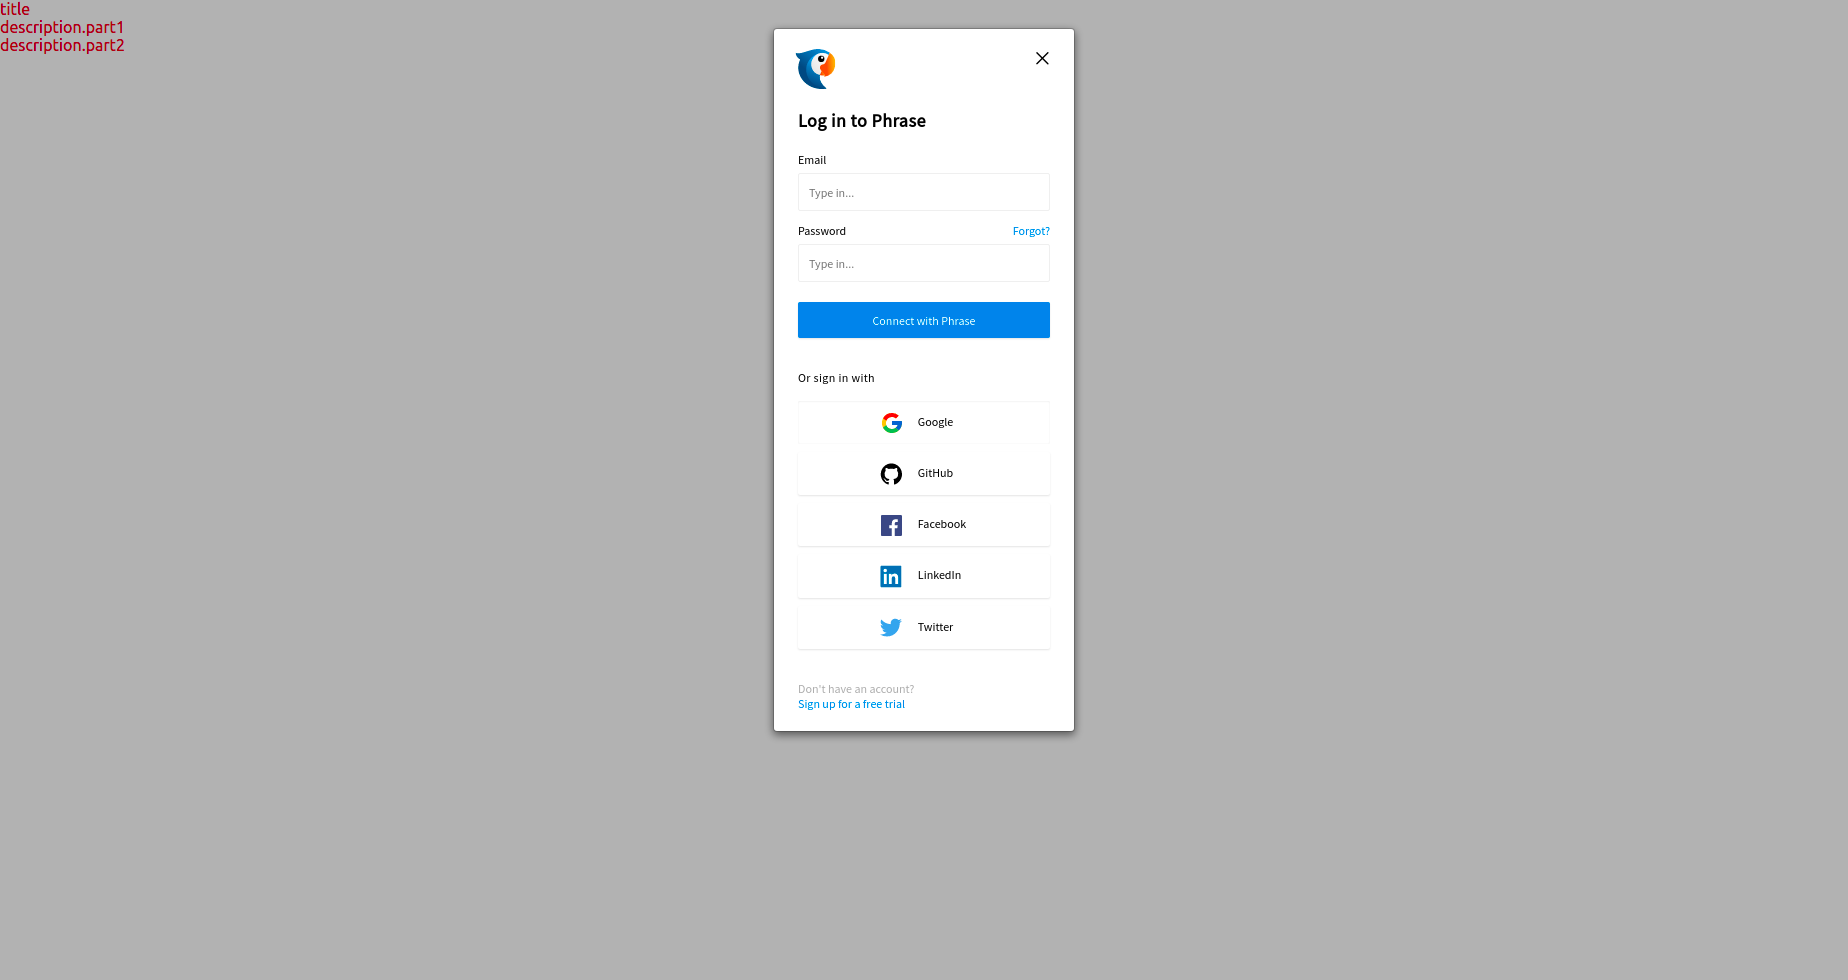 title
description.part1
description.part2
Log in to Phrase
Email
Type in...
Password Forgot?
Type in...
Connect with Phrase
Or sign in with
Google
GitHub
Facebook
LinkedIn
Twitter
Don't have an account?
Sign up for a free trial